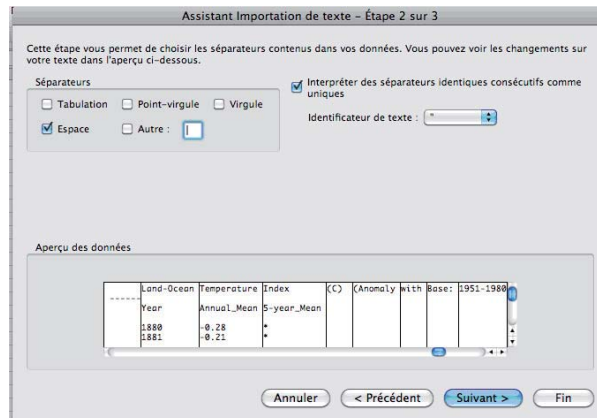 Assistant Importation de texte – Étape 2 sur 3
Cette étape vous permet de choisir les séparateurs contenus dans vos données. Vous pouvez voir les changements sur
votre texte dans l'aperçu ci-dessous.
Séparateurs
Tabulation Point-virgule Virgule
Espace Autre :
Interpréter des séparateurs identiques consécutifs comme
uniques
Identificateur de texte : "
Aperçu des données
Land-Ocean Temperature Index (C) (Anomaly with Base: 1951-1980
------
Year Annual_Mean 5-year_Mean
1880 -0.28 *
1881 -0.21 *
Annuler < Précédent Suivant > Fin